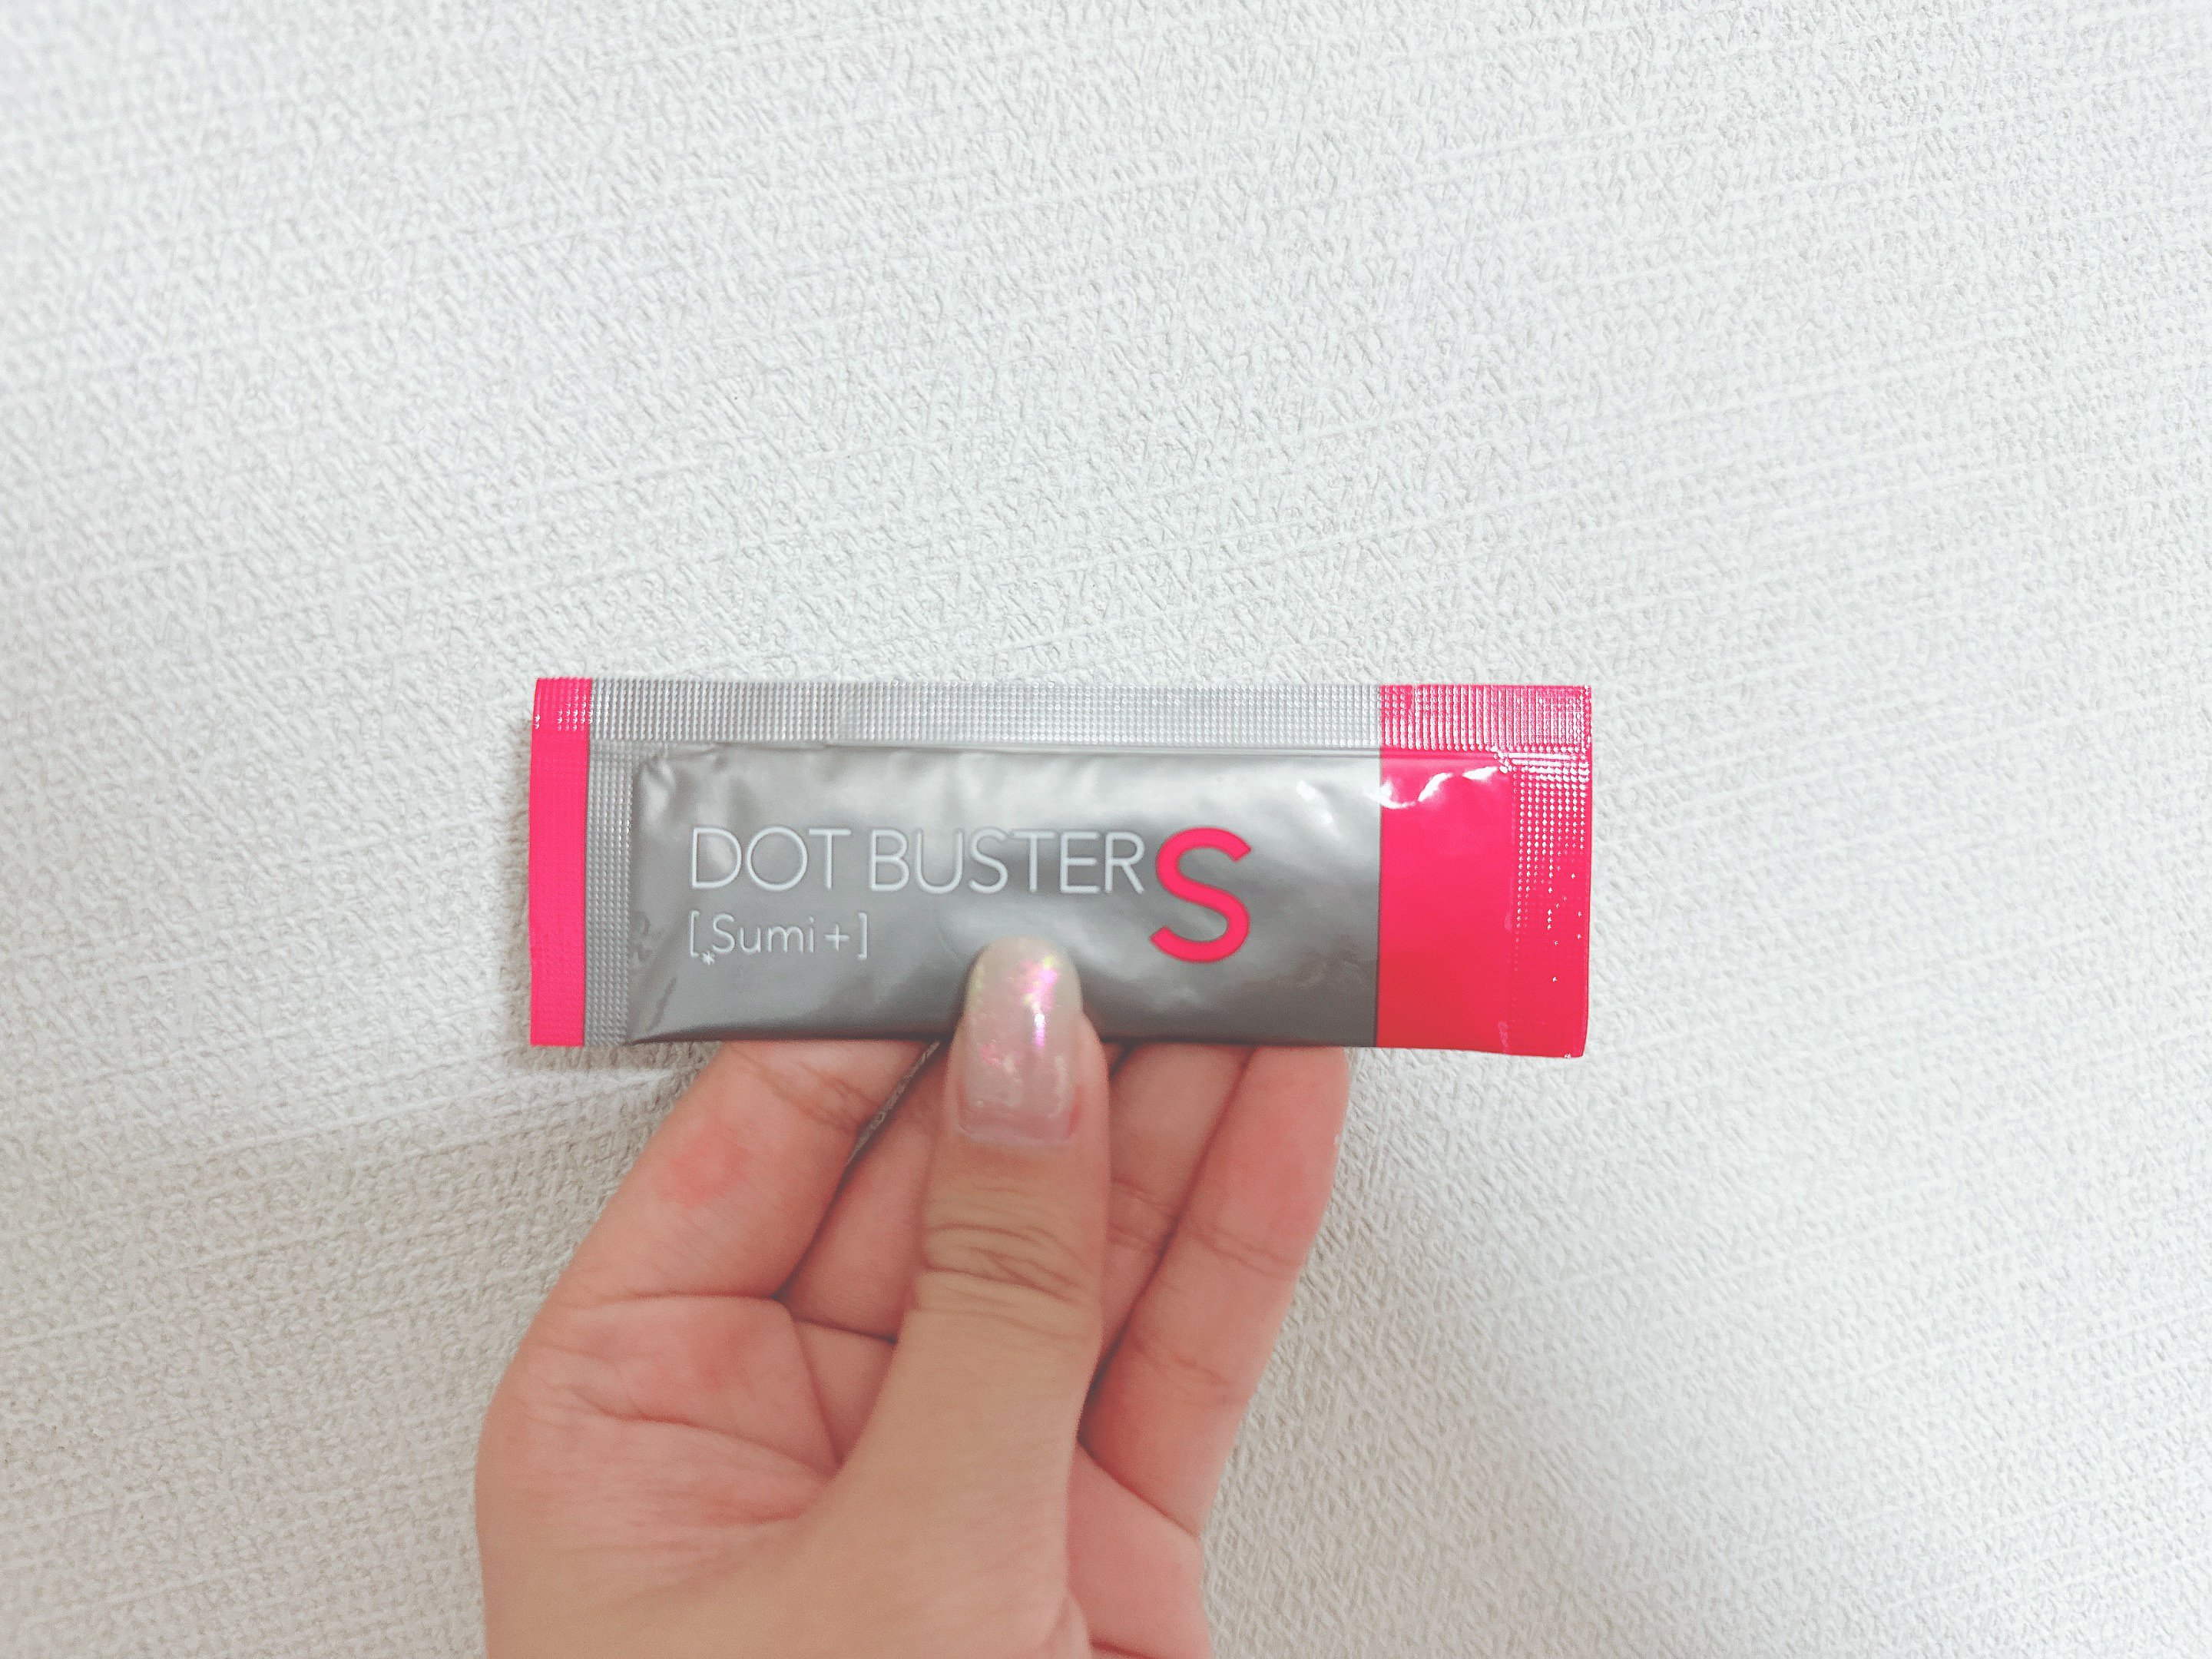 DOT BUSTER S
[*Sumi+]